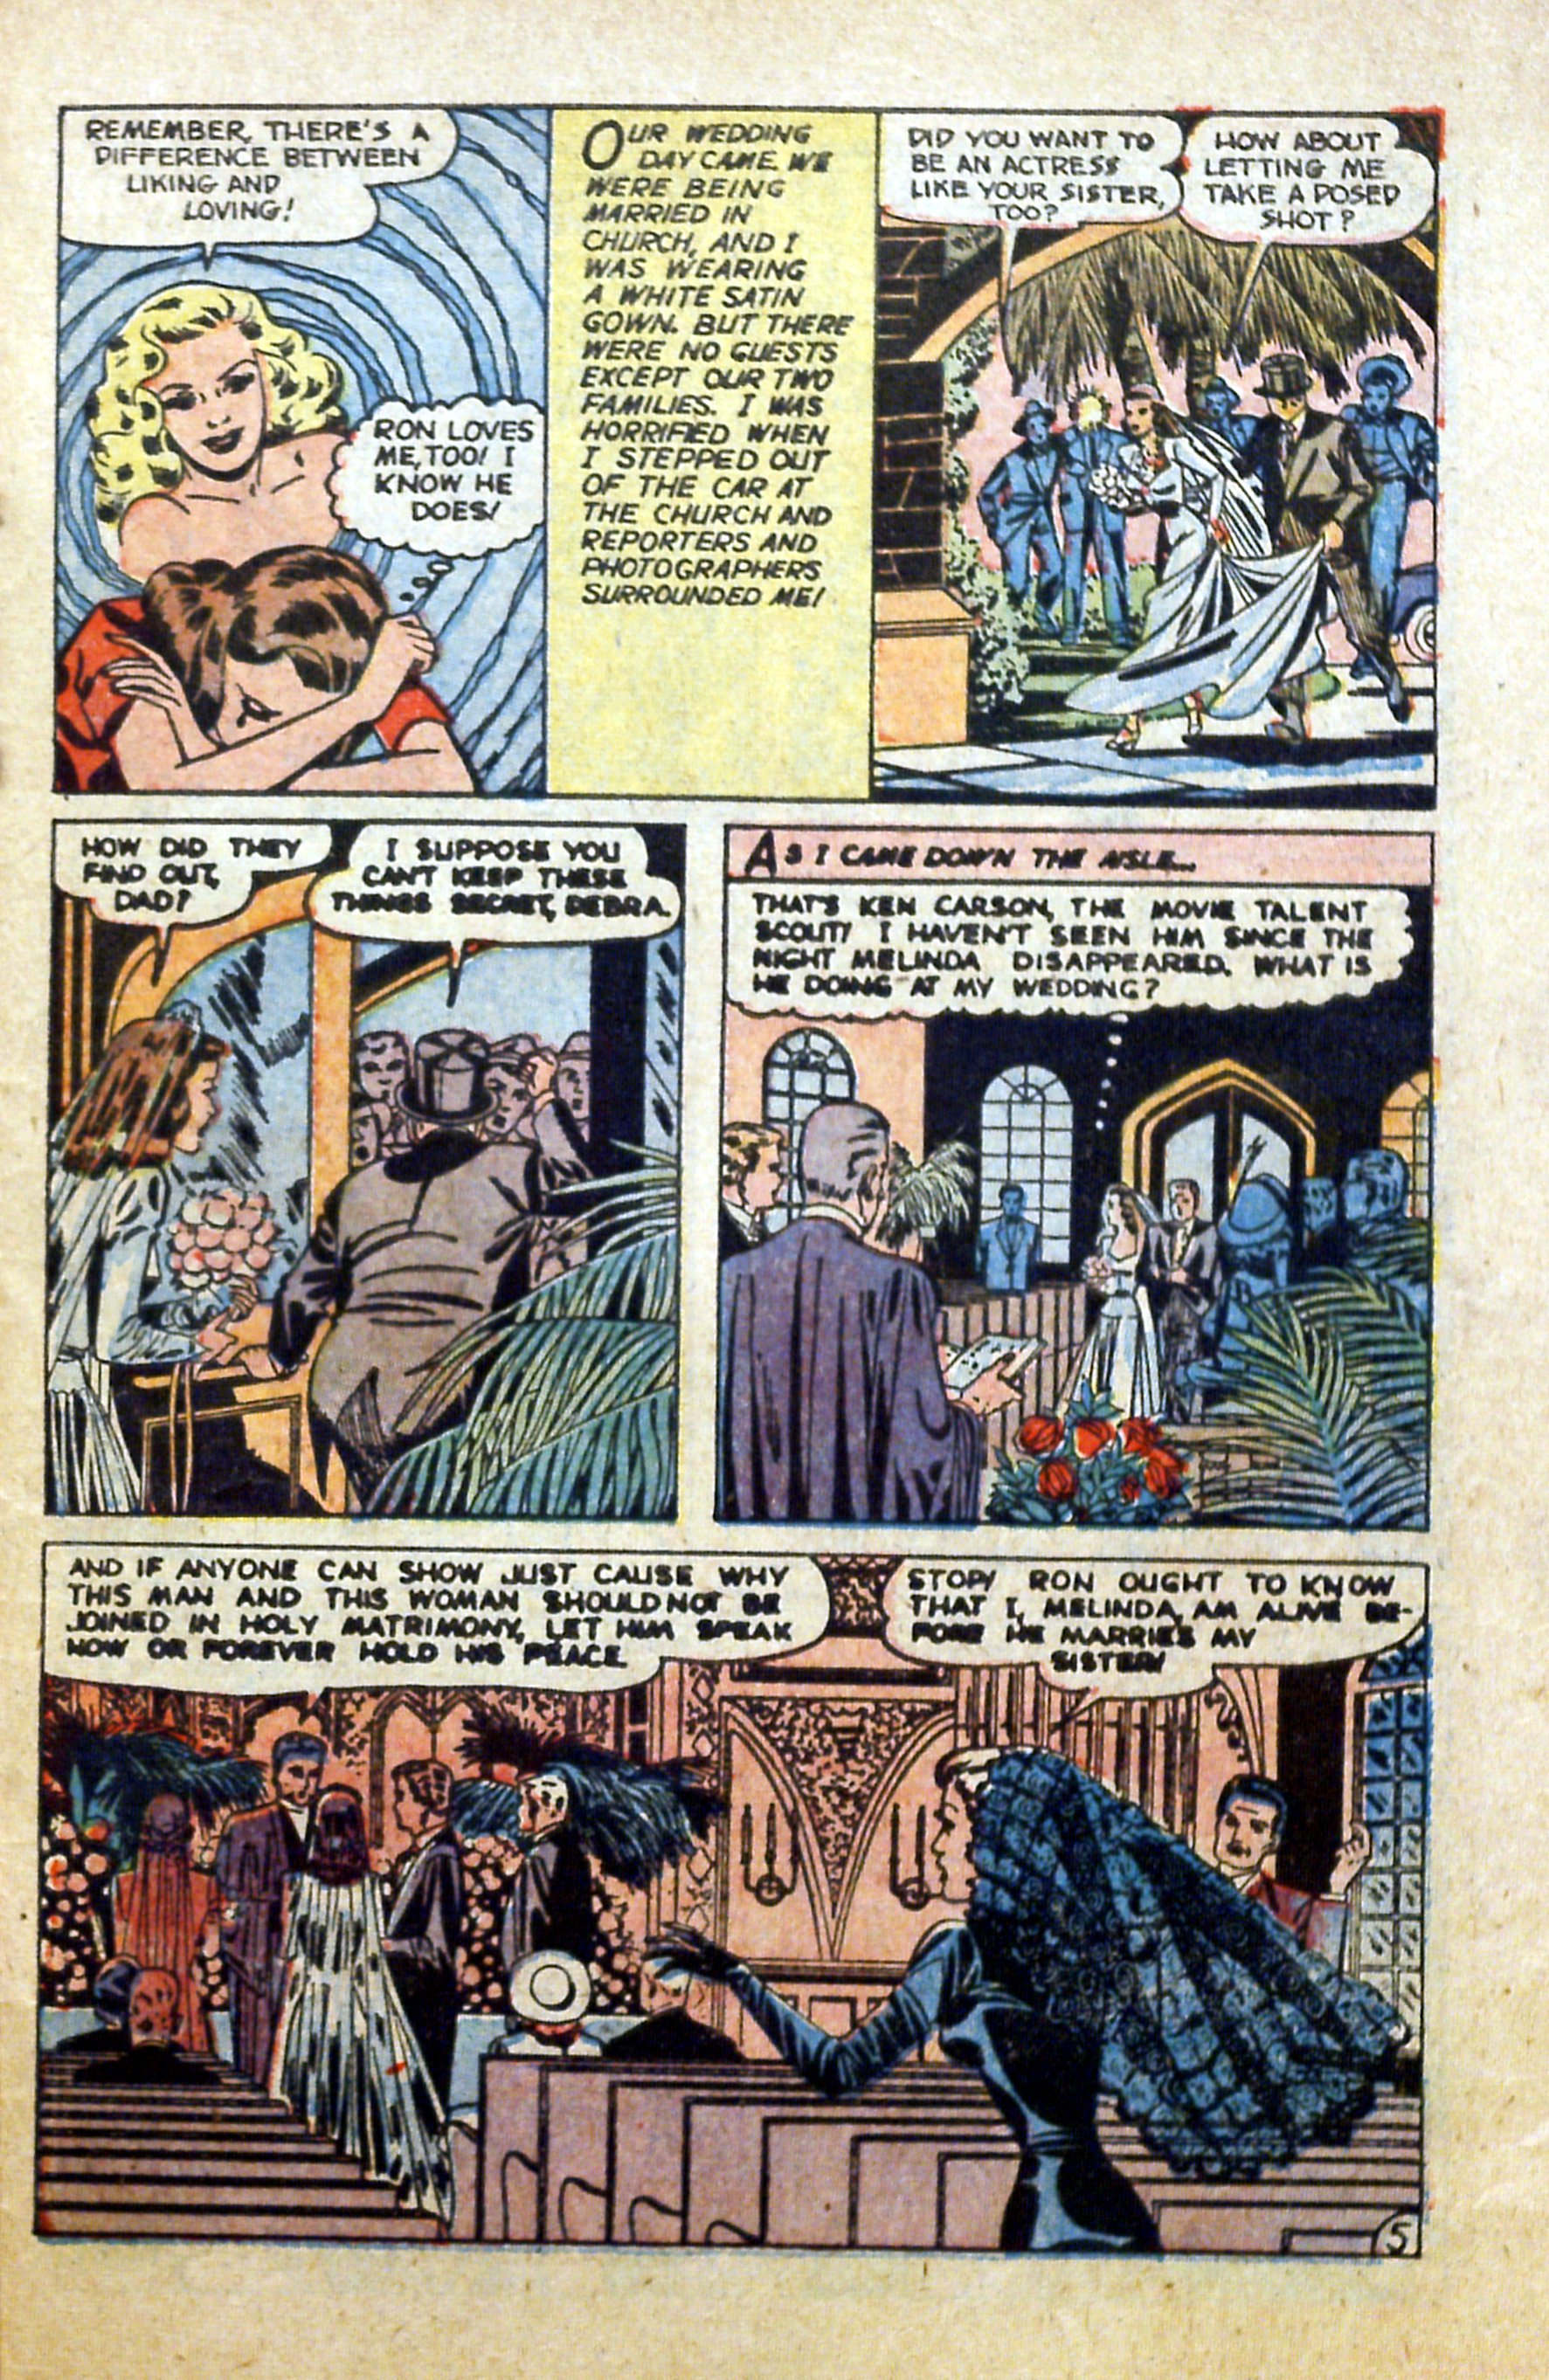 REMEMBER, THERE'S A
DIFFERENCE BETWEEN
LIKING AND
LOVING!
RON LOVES
ME, TOO! I
KNOW HE
DOES!
OUR WEDDING
DAY CAME. WE
WERE BEING
MARRIED IN
CHURCH, AND I
WAS WEARING
A WHITE SATIN
GOWN. BUT THERE
WERE NO GUESTS
EXCEPT OUR TWO
FAMILIES. I WAS
HORRIFIED WHEN
I STEPPED OUT
OF THE CAR AT
THE CHURCH AND
REPORTERS AND
PHOTOGRAPHERS
SURROUNDED ME!
DID YOU WANT TO
BE AN ACTRESS
LIKE YOUR SISTER,
TOO?
HOW ABOUT
LETTING ME
TAKE A POSED
SHOT?
HOW DID THEY
FIND OUT,
DAD?
I SUPPOSE YOU
CAN'T KEEP THESE
THINGS SECRET, DEBRA.
AS I CAME DOWN THE AISLE...
THAT'S KEN CARSON, THE MOVIE TALENT
SCOUT! I HAVEN'T SEEN HIM SINCE THE
NIGHT MELINDA DISAPPEARED. WHAT IS
HE DOING AT MY WEDDING?
AND IF ANYONE CAN SHOW JUST CAUSE WHY
THIS MAN AND THIS WOMAN SHOULD NOT BE
JOINED IN HOLY MATRIMONY, LET HIM SPEAK
NOW OR FOREVER HOLD HIS PEACE.
STOP! RON OUGHT TO KNOW
THAT I, MELINDA, AM ALIVE BE-
FORE HE MARRIES MY
SISTER!
5